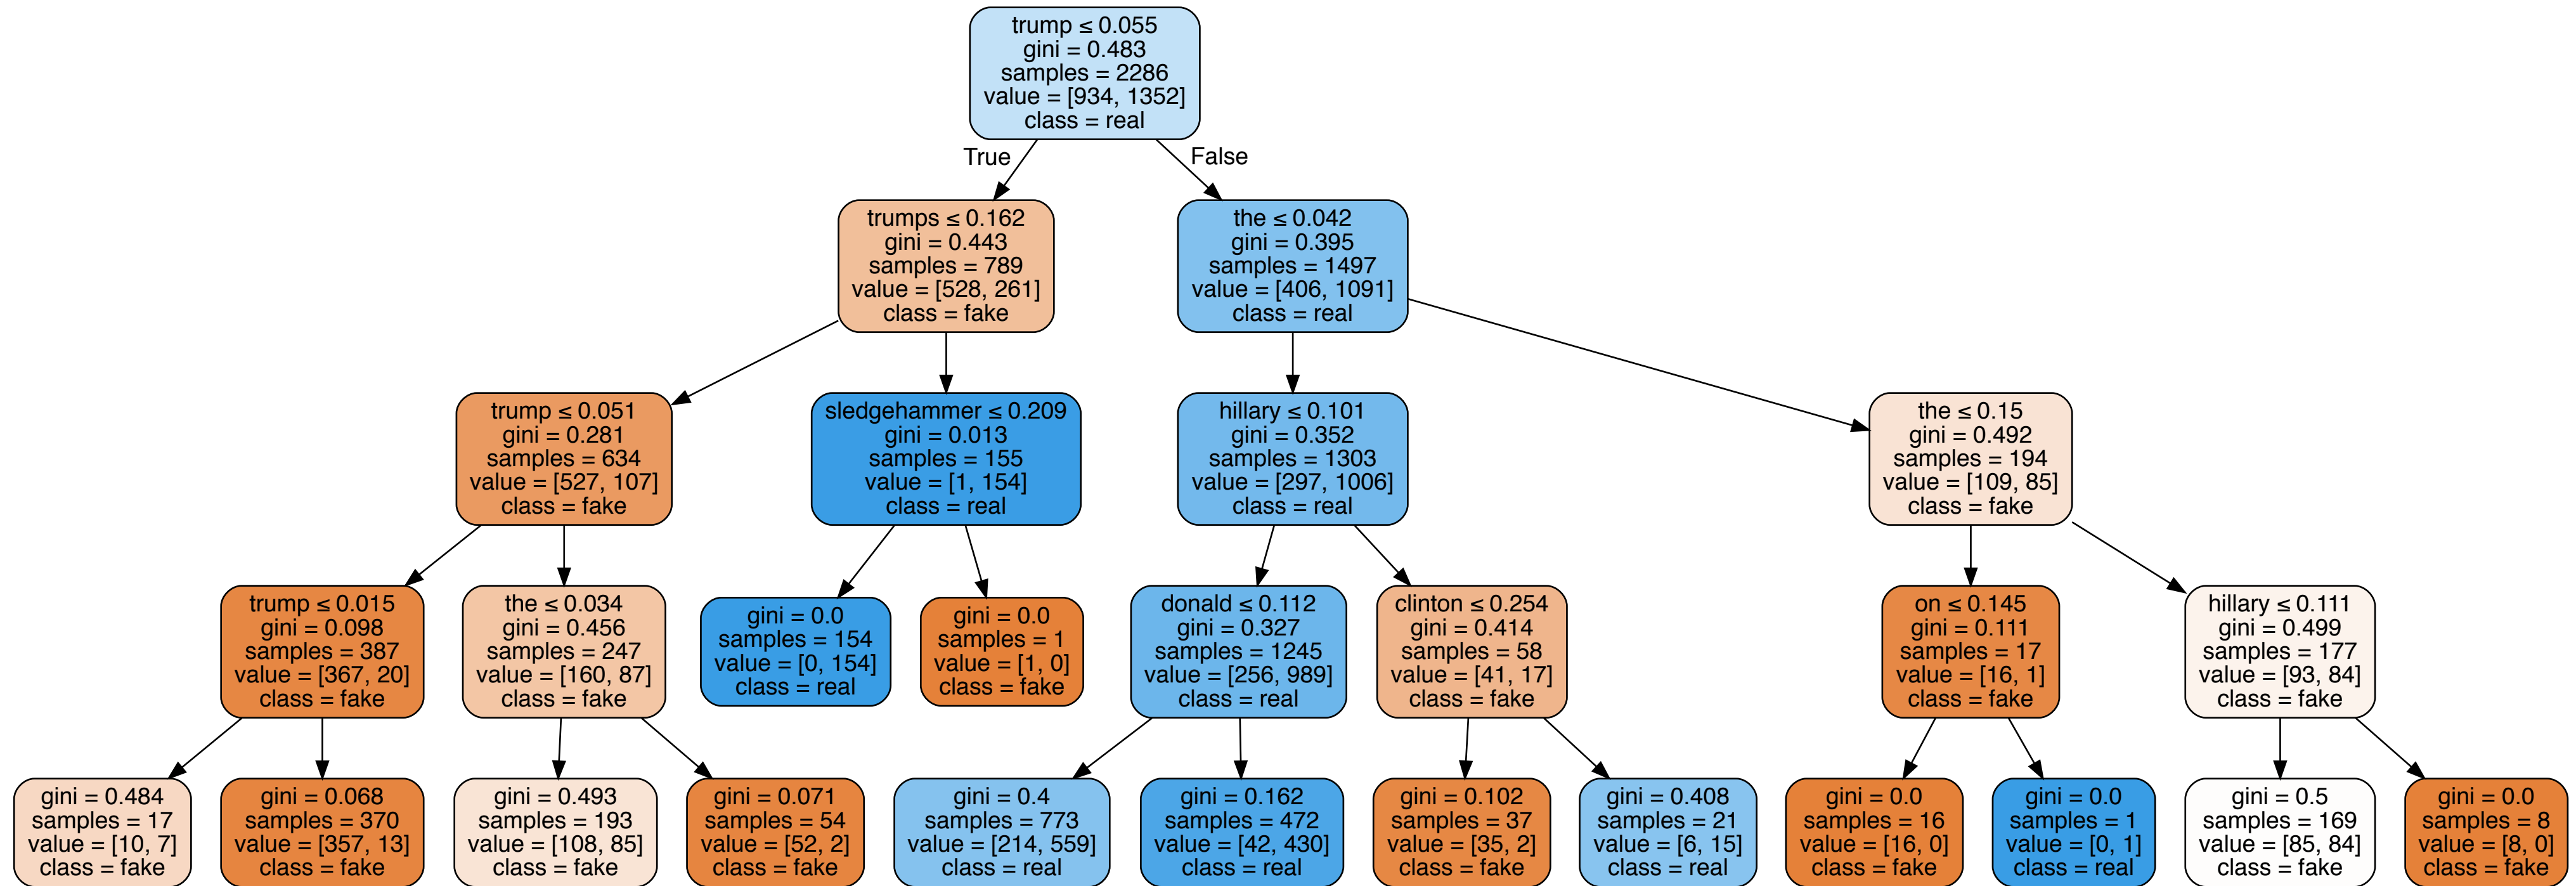 trump ≤ 0.055
gini = 0.483
samples = 2286
value = [934, 1352]
class = real
True
False
trumps ≤ 0.162
gini = 0.443
samples = 789
value = [528, 261]
class = fake
the ≤ 0.042
gini = 0.395
samples = 1497
value = [406, 1091]
class = real
trump ≤ 0.051
gini = 0.281
samples = 634
value = [527, 107]
class = fake
sledgehammer ≤ 0.209
gini = 0.013
samples = 155
value = [1, 154]
class = real
hillary ≤ 0.101
gini = 0.352
samples = 1303
value = [297, 1006]
class = real
the ≤ 0.15
gini = 0.492
samples = 194
value = [109, 85]
class = fake
trump ≤ 0.015
gini = 0.098
samples = 387
value = [367, 20]
class = fake
the ≤ 0.034
gini = 0.456
samples = 247
value = [160, 87]
class = fake
gini = 0.0
samples = 154
value = [0, 154]
class = real
gini = 0.0
samples = 1
value = [1, 0]
class = fake
donald ≤ 0.112
gini = 0.327
samples = 1245
value = [256, 989]
class = real
clinton ≤ 0.254
gini = 0.414
samples = 58
value = [41, 17]
class = fake
on ≤ 0.145
gini = 0.111
samples = 17
value = [16, 1]
class = fake
hillary ≤ 0.111
gini = 0.499
samples = 177
value = [93, 84]
class = fake
gini = 0.484
samples = 17
value = [10, 7]
class = fake
gini = 0.068
samples = 370
value = [357, 13]
class = fake
gini = 0.493
samples = 193
value = [108, 85]
class = fake
gini = 0.071
samples = 54
value = [52, 2]
class = fake
gini = 0.4
samples = 773
value = [214, 559]
class = real
gini = 0.162
samples = 472
value = [42, 430]
class = real
gini = 0.102
samples = 37
value = [35, 2]
class = fake
gini = 0.408
samples = 21
value = [6, 15]
class = real
gini = 0.0
samples = 16
value = [16, 0]
class = fake
gini = 0.0
samples = 1
value = [0, 1]
class = real
gini = 0.5
samples = 169
value = [85, 84]
class = fake
gini = 0.0
samples = 8
value = [8, 0]
class = fake